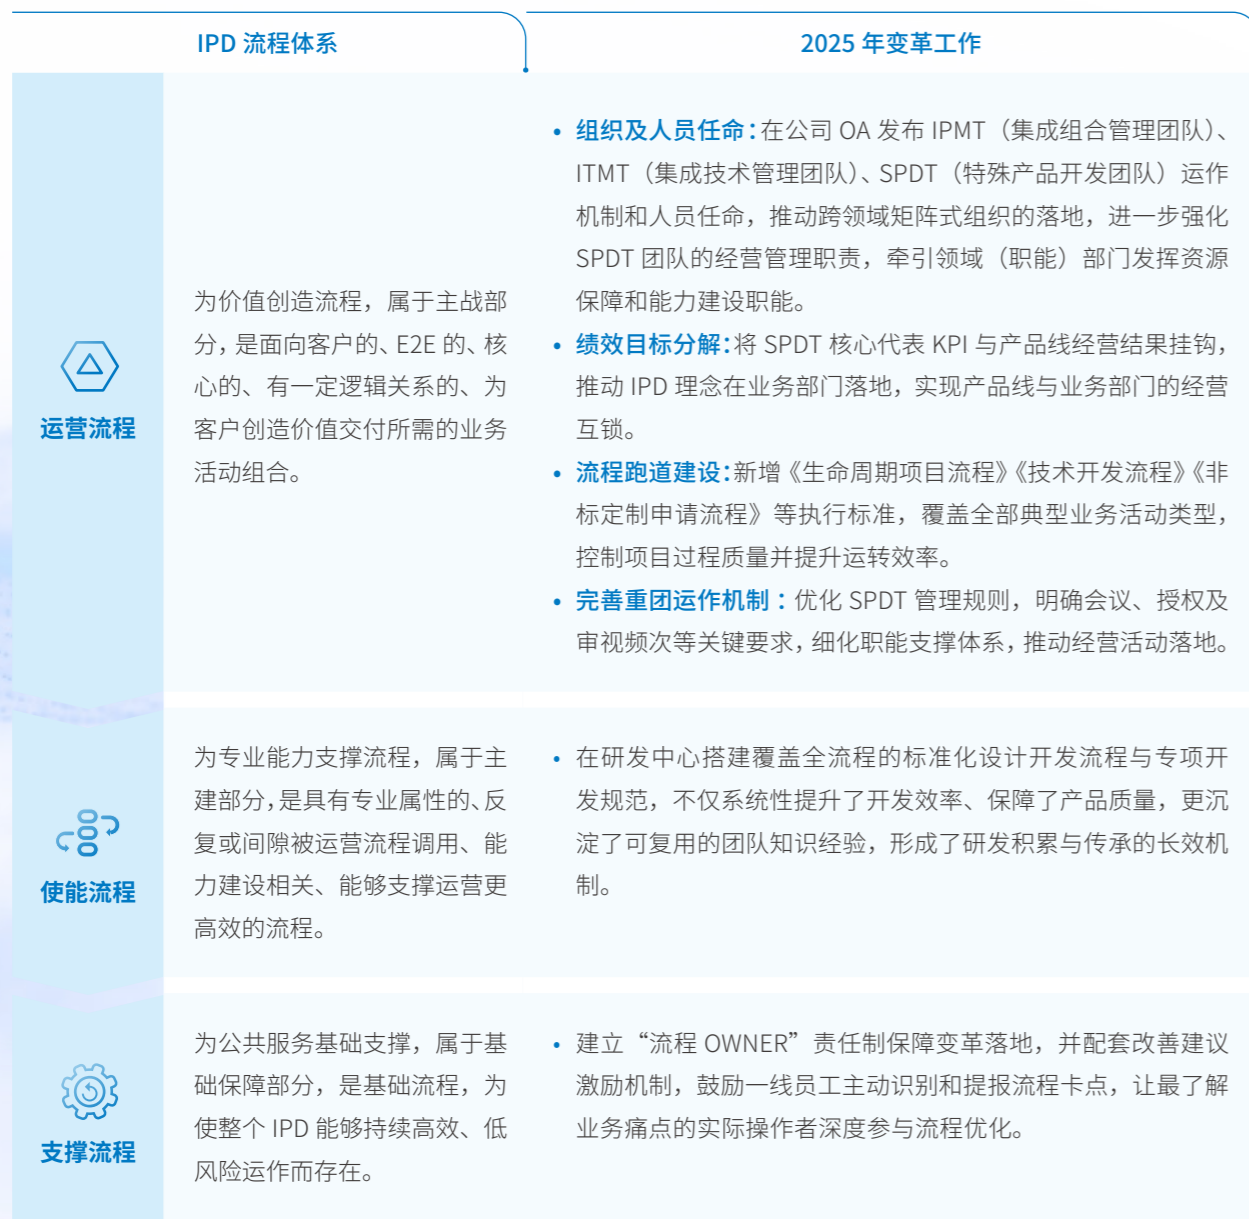 IPD 流程体系
2025 年变革工作
运营流程
为价值创造流程，属于主战部
分，是面向客户的、E2E 的、核
心的、有一定逻辑关系的、为
客户创造价值交付所需的业务
活动组合。
• 组织及人员任命：在公司 OA 发布 IPMT（集成组合管理团队）、
ITMT（集成技术管理团队）、SPDT（特殊产品开发团队）运作
机制和人员任命，推动跨领域矩阵式组织的落地，进一步强化
SPDT 团队的经营管理职责，牵引领域（职能）部门发挥资源
保障和能力建设职能。
• 绩效目标分解：将 SPDT 核心代表 KPI 与产品线经营结果挂钩，
推动 IPD 理念在业务部门落地，实现产品线与业务部门的经营
互锁。
• 流程跑道建设：新增《生命周期项目流程》《技术开发流程》《非
标定制申请流程》等执行标准，覆盖全部典型业务活动类型，
控制项目过程质量并提升运转效率。
• 完善重团运作机制：优化 SPDT 管理规则，明确会议、授权及
审视频次等关键要求，细化职能支撑体系，推动经营活动落地。
使能流程
为专业能力支撑流程，属于主
建部分，是具有专业属性的、反
复或间隙被运营流程调用、能
力建设相关、能够支撑运营更
高效的流程。
• 在研发中心搭建覆盖全流程的标准化设计开发流程与专项开
发规范，不仅系统性提升了开发效率、保障了产品质量，更沉
淀了可复用的团队知识经验，形成了研发积累与传承的长效机
制。
支撑流程
为公共服务基础支撑，属于基
础保障部分，是基础流程，为
使整个 IPD 能够持续高效、低
风险运作而存在。
• 建立“流程 OWNER”责任制保障变革落地，并配套改善建议
激励机制，鼓励一线员工主动识别和提报流程卡点，让最了解
业务痛点的实际操作者深度参与流程优化。